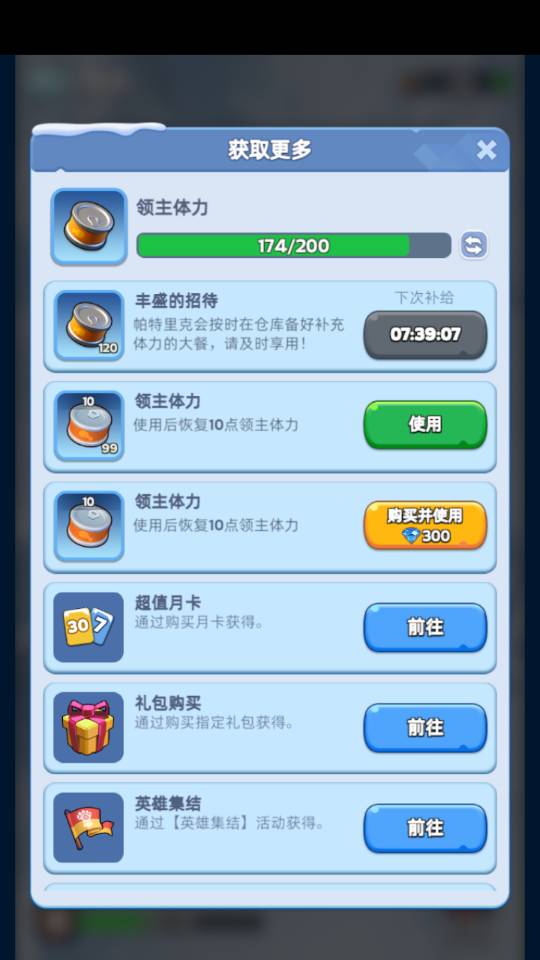 获取更多
领主体力
174/200
丰盛的招待
下次补给
帕特里克会按时在仓库备好补充
体力的大餐，请及时享用！
07:39:07
120
领主体力
10
使用后恢复10点领主体力
使用
99
领主体力
10
使用后恢复10点领主体力
购买并使用
300
超值月卡
通过购买月卡获得。
30
7
前往
礼包购买
通过购买指定礼包获得。
前往
英雄集结
通过【英雄集结】活动获得。
前往